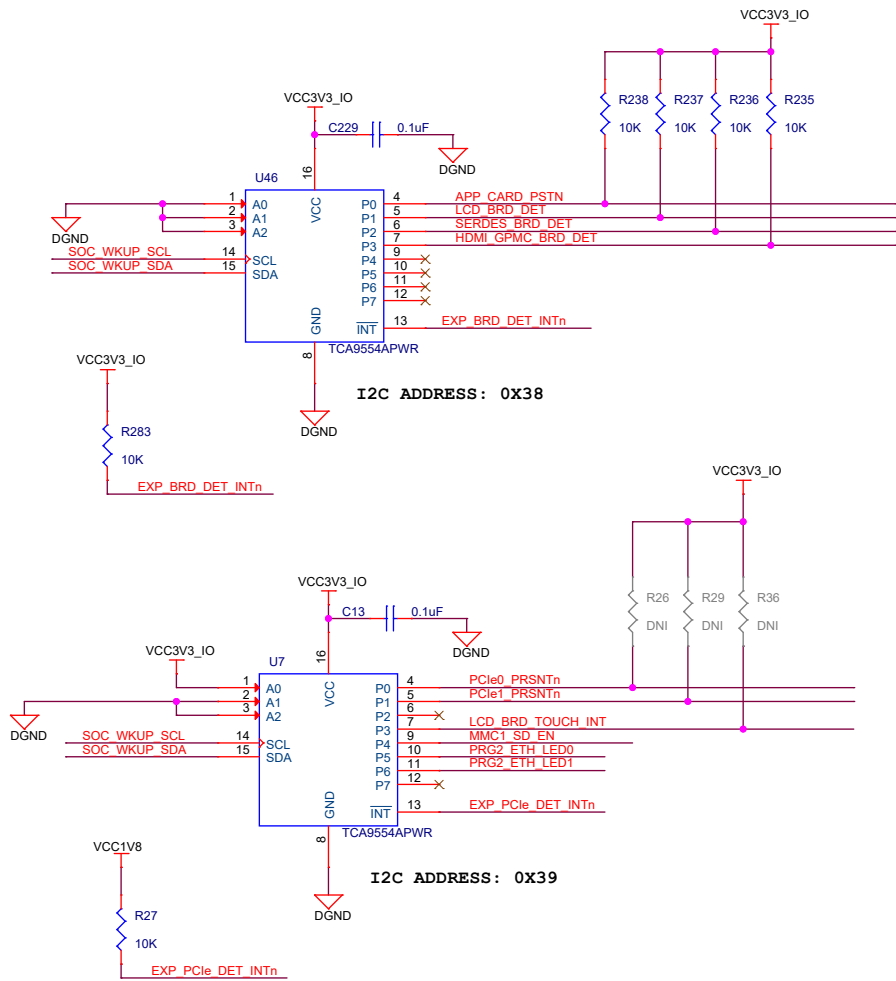 VCC3V3_IO
R238 R237 R236 R235
10K 10K 10K 10K
VCC3V3_IO
C229 0.1uF
DGND
U46
16
VCC
1 A0 P0 4 APP_CARD_PSTN
2 A1 P1 5 LCD_BRD_DET
3 A2 P2 6 SERDES_BRD_DET
P3 7 HDMI_GPMC_BRD_DET
DGND
SOC_WKUP_SCL 14 SCL P4 9
SOC_WKUP_SDA 15 SDA P5 10
P6 11
P7 12
GND
8
INT 13 EXP_BRD_DET_INTn
TCA9554APWR
DGND
I2C ADDRESS: 0X38
VCC3V3_IO
R283
10K
EXP_BRD_DET_INTn
VCC3V3_IO
R26 R29 R36
DNI DNI DNI
VCC3V3_IO
C13 0.1uF
DGND
U7
16
VCC
VCC3V3_IO
1 A0 P0 4 PCIe0_PRSNTn
2 A1 P1 5 PCIe1_PRSNTn
3 A2 P2 6
DGND
P3 7 LCD_BRD_TOUCH_INT
SOC_WKUP_SCL 14 SCL P4 9 MMC1_SD_EN
SOC_WKUP_SDA 15 SDA P5 10 PRG2_ETH_LED0
P6 11 PRG2_ETH_LED1
P7 12
GND
8
INT 13 EXP_PCIe_DET_INTn
TCA9554APWR
DGND
I2C ADDRESS: 0X39
VCC1V8
R27
10K
EXP_PCIe_DET_INTn